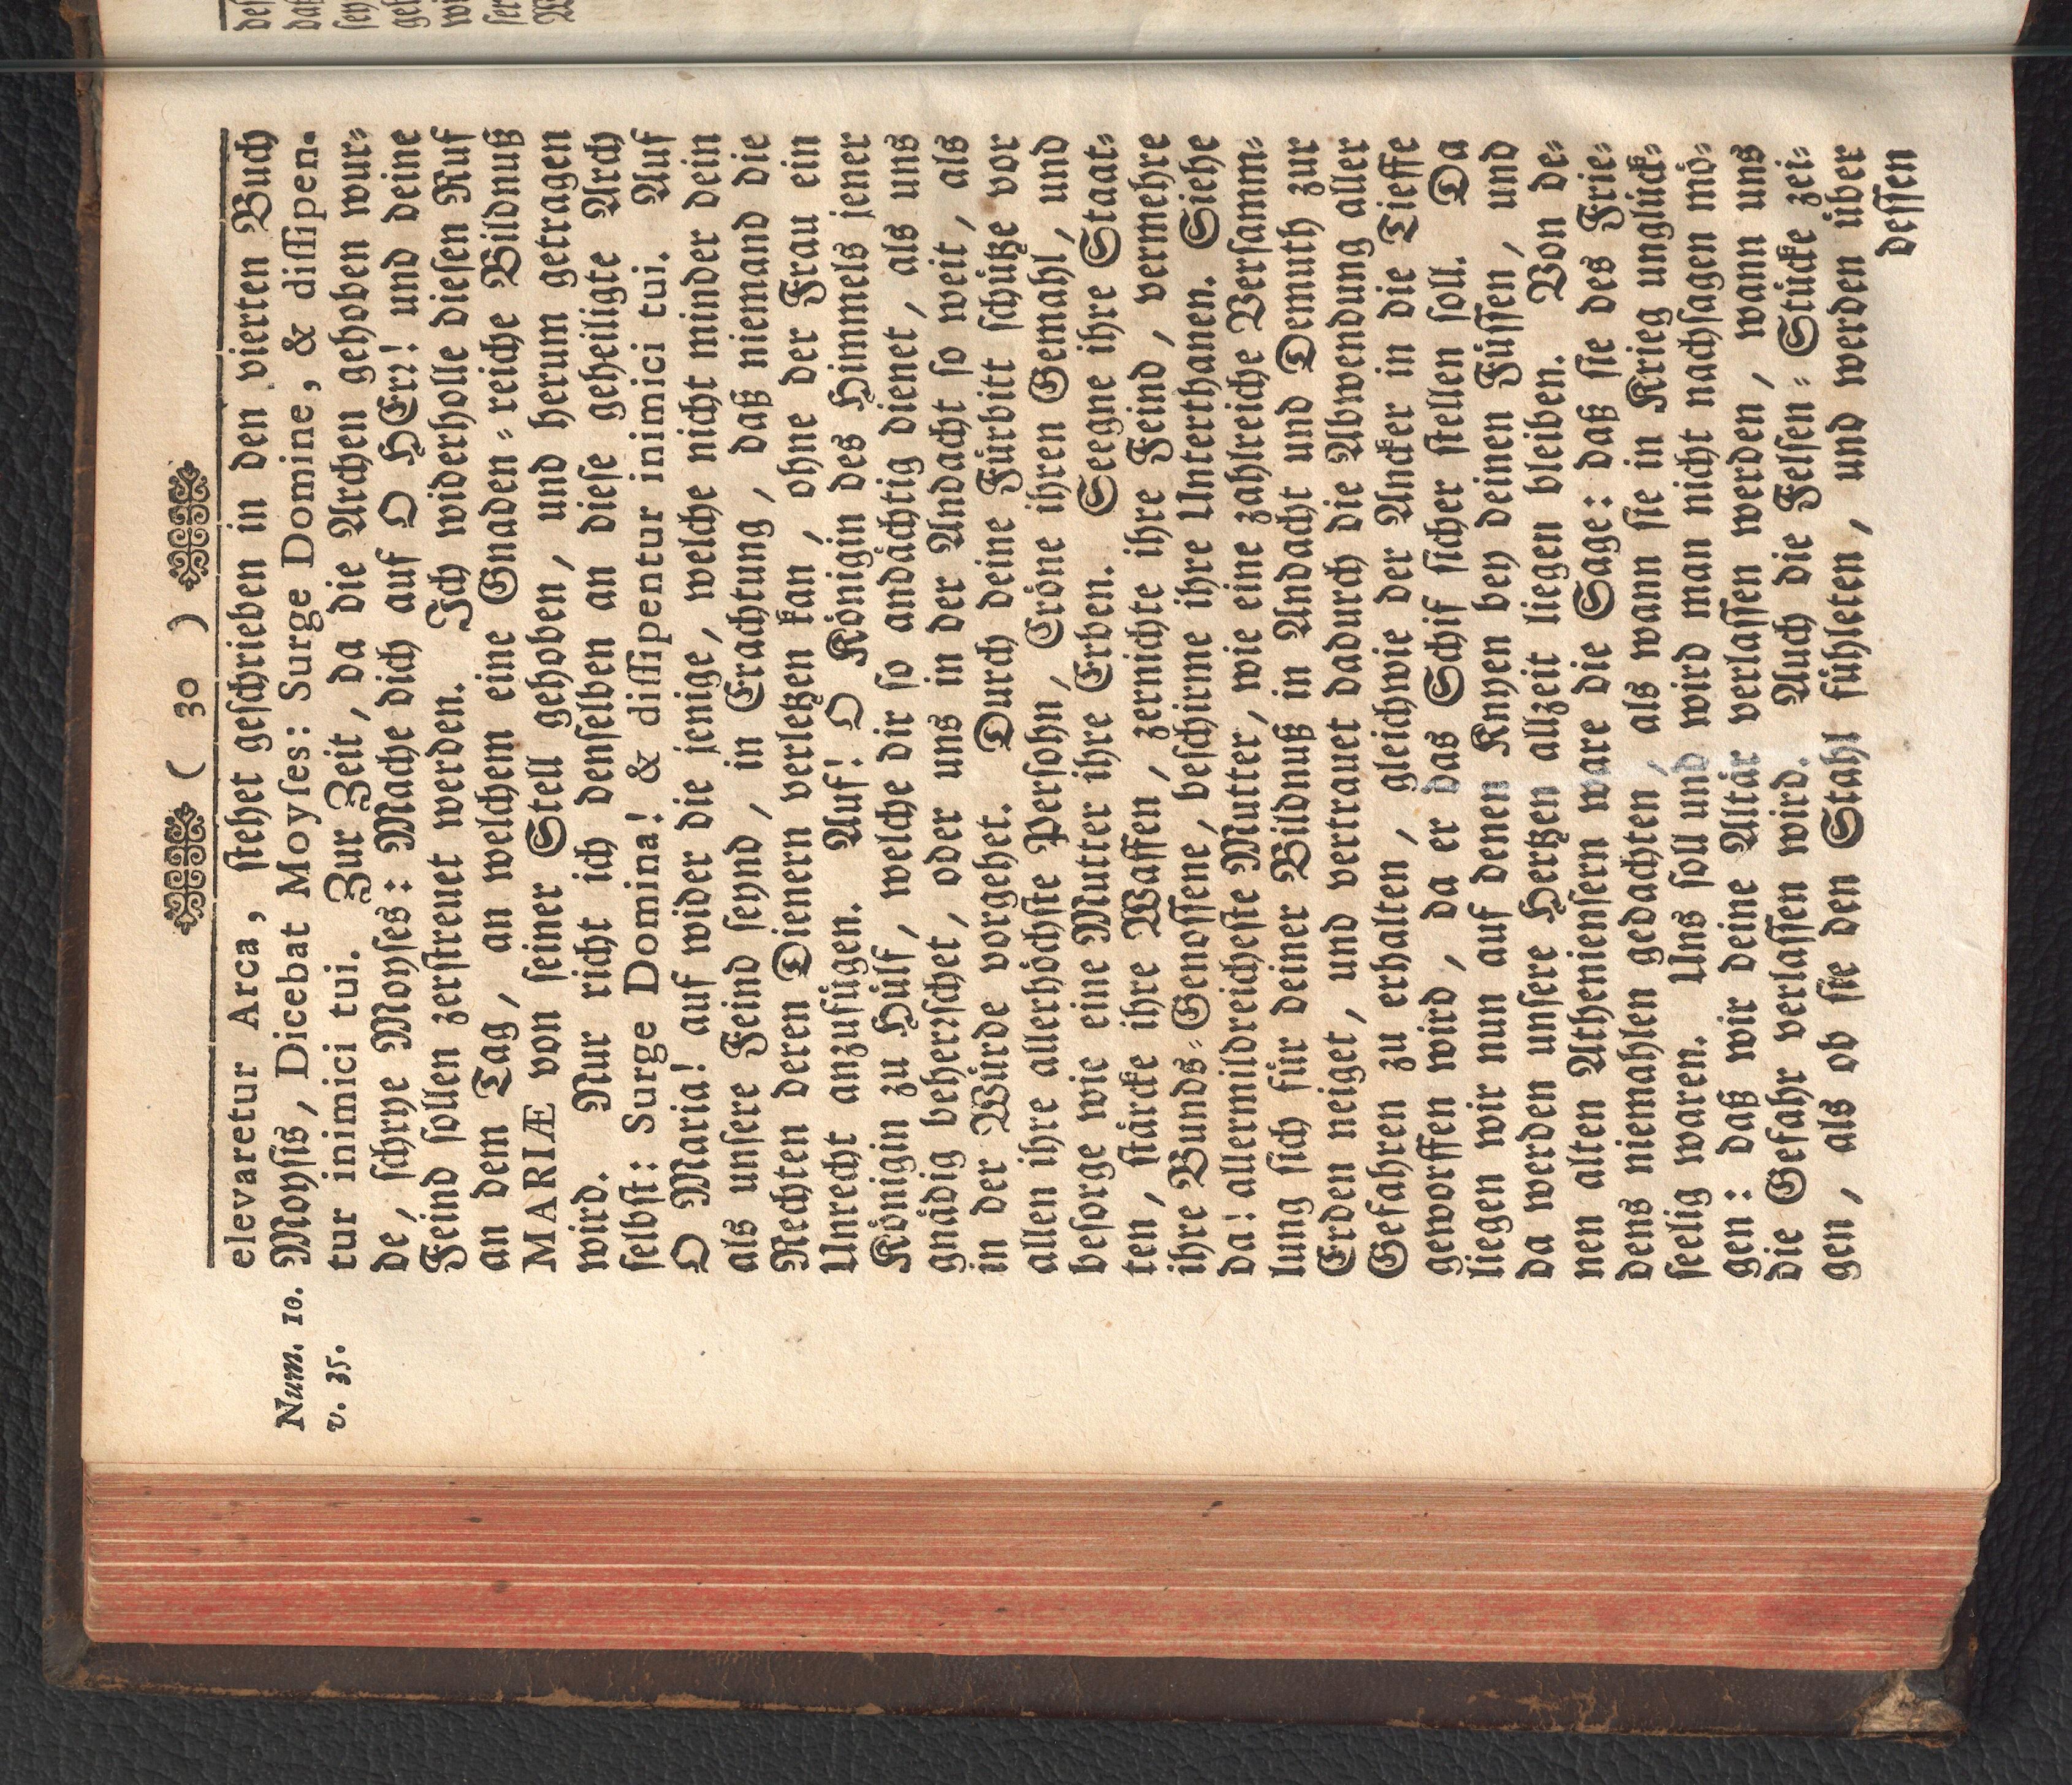 ( 30 )
elevaretur Arca, ſtehet geſchrieben in den vierten Buch
Num. 10. Moyſis, Dicebat Moyſes: Surge Domine, & diſſipen-
v. 35. tur inimici tui. Zur Zeit, da die Archen gehoben wur-
de, ſchrye Moyſes: Mache dich auf O HErꝛ! und deine
Feind ſollen zerſtreuet werden. Ich widerholle dieſen Ruf
an dem Tag, an welchem eine Gnaden-reiche Bildnuß
MARIÆ von ſeiner Stell gehoben, und herum getragen
wird. Nur richt ich denſelben an dieſe geheiligte Arch
ſelbſt: Surge Domina! & diſſipentur inimici tui. Auf
O Maria! auf wider die jenige, welche nicht minder dein
als unſere Feind ſeynd, in Erachtung, daß niemand die
Rechten deren Dienern verletzen kan, ohne der Frau ein
Unrecht anzufügen. Auf! O Königin des Himmels jener
Königin zu Hülf, welche dir ſo andächtig dienet, als uns
gnädig beherꝛſchet, oder uns in der Andacht ſo weit, als
in der Würde vorgehet. Durch deine Fürbitt ſchütze vor
allen ihre allerhöchſte Perſohn, Cröne ihren Gemahl, und
beſorge wie eine Mutter ihre Erben. Seegne ihre Staat-
ten, ſtärcke ihre Waffen, zernichte ihre Feind, vermehre
ihre Bunds-Genoſſene, beſchirme ihre Unterthanen. Siehe
da! allermildreicheſte Mutter, wie eine zahlreiche Verſamm-
lung ſich für deiner Bildnuß in Andacht und Demuth zur
Erden neiget, und vertrauet dadurch die Abwendung aller
Gefahren zu erhalten, gleichwie der Ancker in die Tieffe
geworffen wird, da er das Schif ſicher ſtellen ſoll. Da
liegen wir nun auf denen Knyen bey deinen Füſſen, und
da werden unſere Hertzen allzeit liegen bleiben. Von de-
nen alten Athenienſern ware die Sage: daß ſie des Frie-
dens niemahlen gedachten, als wann ſie in Krieg unglück-
ſeelig waren. Uns ſoll und wird man nicht nachſagen mö-
gen: daß wir deine Altär verlaſſen werden, wann uns
die Gefahr verlaſſen wird. Auch die Felſen-Stücke zei-
gen, als ob ſie den Stahl fühleten, und werden über
deſſen